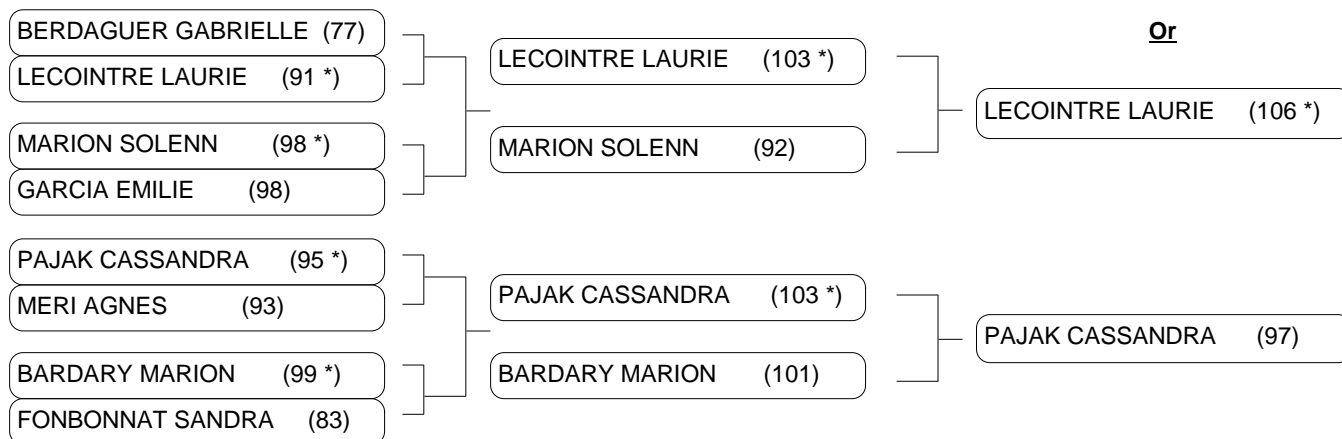 BERDAGUER GABRIELLE (77)
LECOINTRE LAURIE (91 *)
MARION SOLENN (98 *)
GARCIA EMILIE (98)
PAJAK CASSANDRA (95 *)
MERI AGNES (93)
BARDARY MARION (99 *)
FONBONNAT SANDRA (83)
LECOINTRE LAURIE (103 *)
MARION SOLENN (92)
PAJAK CASSANDRA (103 *)
BARDARY MARION (101)
Or
LECOINTRE LAURIE (106 *)
PAJAK CASSANDRA (97)